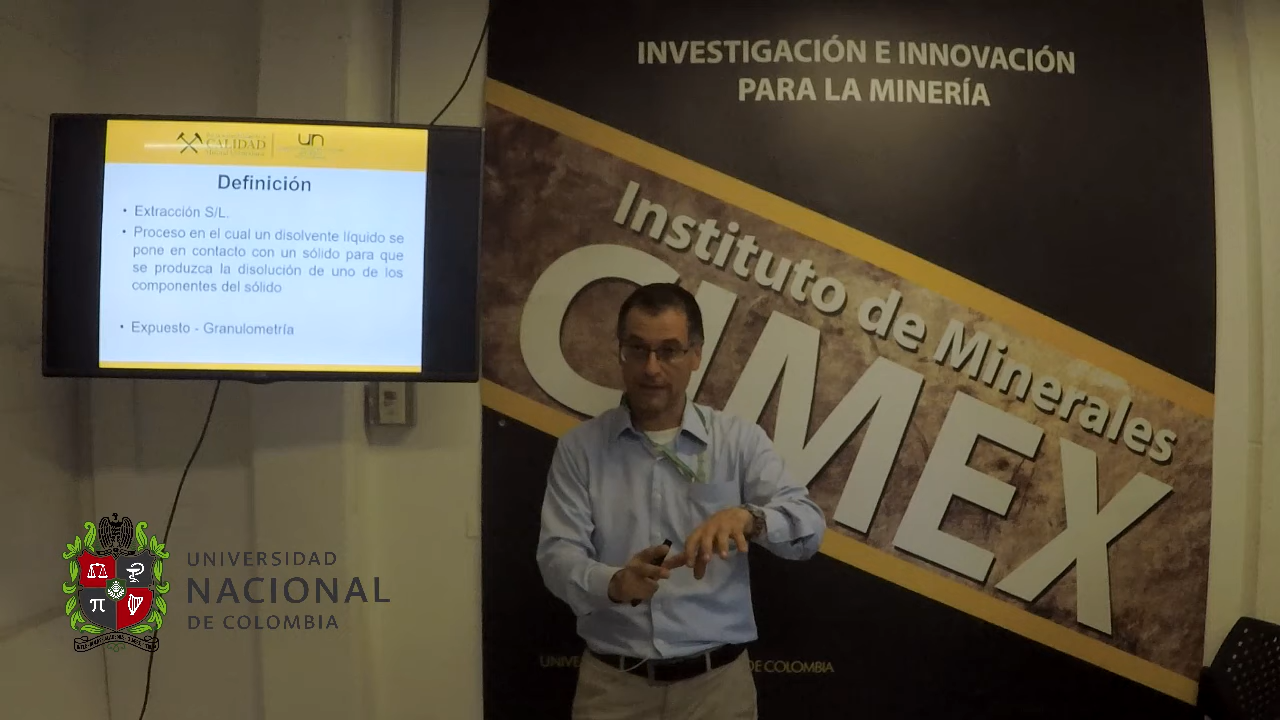 CALIDAD
un
Definición
• Extracción S/L.
• Proceso en el cual un disolvente líquido se
pone en contacto con un sólido para que
se produzca la disolución de uno de los
componentes del sólido
• Expuesto - Granulometría
INVESTIGACIÓN E INNOVACIÓN
PARA LA MINERÍA
Instituto de Minerales
CIMEX
DE COLOMBIA
UNIVERSIDAD
NACIONAL
DE COLOMBIA